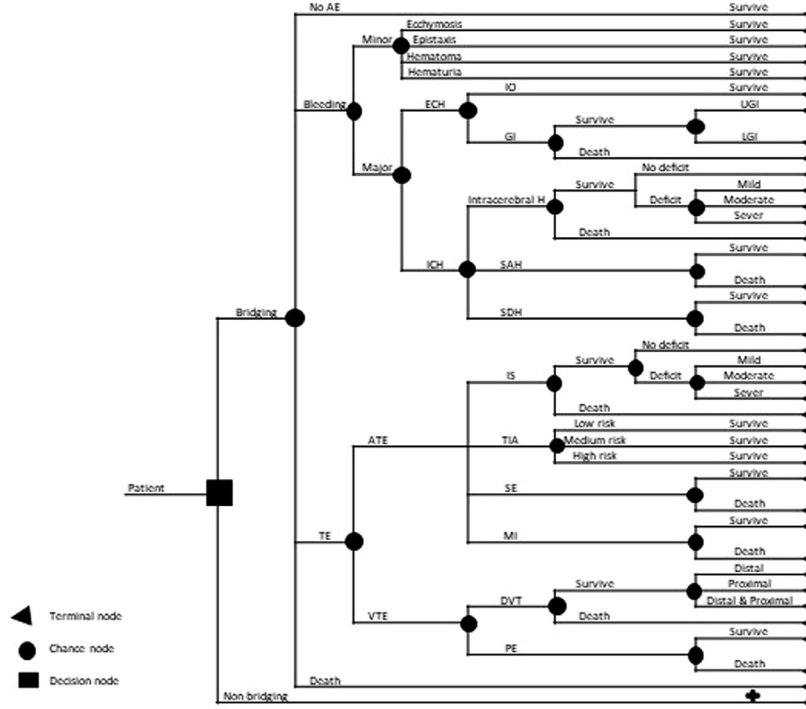 No AE Survive
Ecchymosis Survive
Minor Epistaxis Survive
Hematoma Survive
Hematuria Survive
IO Survive
Bleeding ECH UGI
Survive
GI LGI
Death
Major No deficit
Survive Mild
Intracerebral H Deficit Moderate
Sever
Death
Survive
ICH SAH
Death
Survive
Bridging SDH
Death
No deficit
Survive Mild
IS Deficit Moderate
Sever
Death
Low risk Survive
ATE TIA Medium risk Survive
High risk Survive
Survive
Patient SE
Death
Survive
TE MI
Death
Distal
Survive Proximal
DVT Distal & Proximal
VTE Death
Survive
PE
Death
Death
Non bridging
Terminal node
Chance node
Decision node